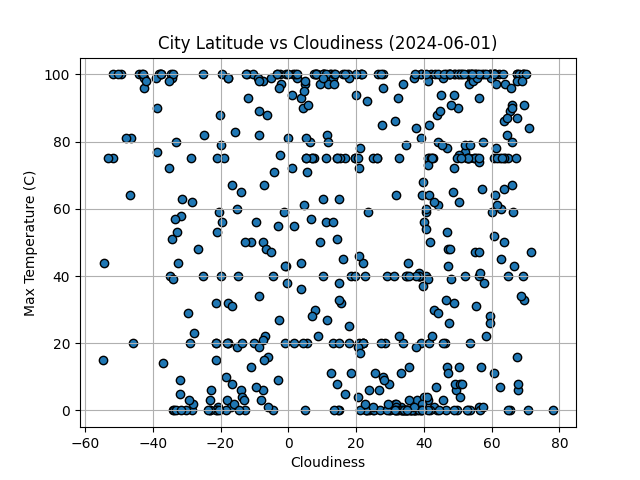 City Latitude vs Cloudiness (2024-06-01)
100
80
60
40
20
0
Max Temperature (C)
−60 −40 −20 0 20 40 60 80
Cloudiness